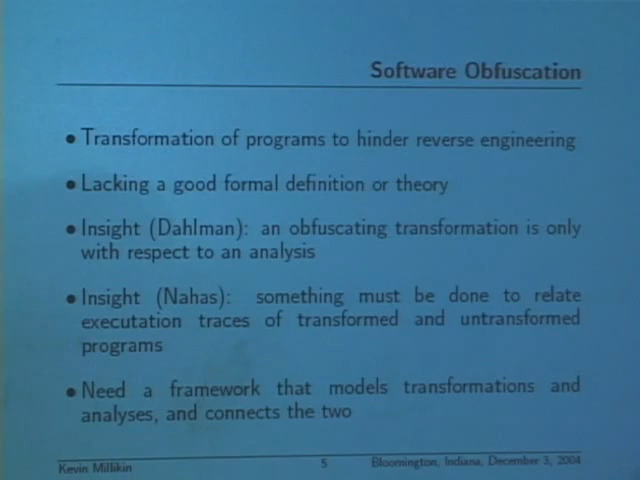 Software Obfuscation
• Transformation of programs to hinder reverse engineering
• Lacking a good formal definition or theory
• Insight (Dahlman): an obfuscating transformation is only
with respect to an analysis
• Insight (Nahas): something must be done to relate
executation traces of transformed and untransformed
programs
• Need a framework that models transformations and
analyses, and connects the two
Kevin Millikin 5 Bloomington, Indiana, December 3, 2004